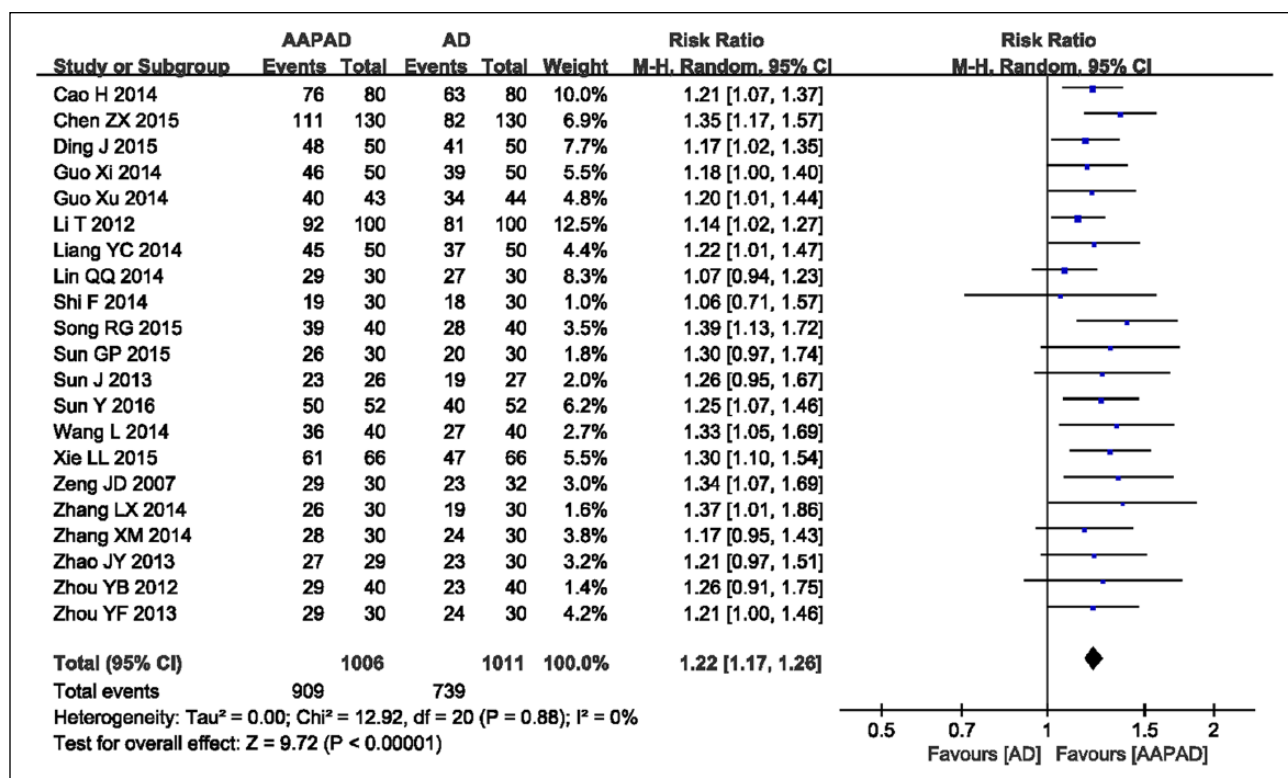 AAPAD AD Risk Ratio Risk Ratio
Study or Subgroup Events Total Events Total Weight M-H. Random. 95% CI M-H. Random. 95% CI
Cao H 2014 76 80 63 80 10.0% 1.21 [1.07, 1.37]
Chen ZX 2015 111 130 82 130 6.9% 1.35 [1.17, 1.57]
Ding J 2015 48 50 41 50 7.7% 1.17 [1.02, 1.35]
Guo Xi 2014 46 50 39 50 5.5% 1.18 [1.00, 1.40]
Guo Xu 2014 40 43 34 44 4.8% 1.20 [1.01, 1.44]
Li T 2012 92 100 81 100 12.5% 1.14 [1.02, 1.27]
Liang YC 2014 45 50 37 50 4.4% 1.22 [1.01, 1.47]
Lin QQ 2014 29 30 27 30 8.3% 1.07 [0.94, 1.23]
Shi F 2014 19 30 18 30 1.0% 1.06 [0.71, 1.57]
Song RG 2015 39 40 28 40 3.5% 1.39 [1.13, 1.72]
Sun GP 2015 26 30 20 30 1.8% 1.30 [0.97, 1.74]
Sun J 2013 23 26 19 27 2.0% 1.26 [0.95, 1.67]
Sun Y 2016 50 52 40 52 6.2% 1.25 [1.07, 1.46]
Wang L 2014 36 40 27 40 2.7% 1.33 [1.05, 1.69]
Xie LL 2015 61 66 47 66 5.5% 1.30 [1.10, 1.54]
Zeng JD 2007 29 30 23 32 3.0% 1.34 [1.07, 1.69]
Zhang LX 2014 26 30 19 30 1.6% 1.37 [1.01, 1.86]
Zhang XM 2014 28 30 24 30 3.8% 1.17 [0.95, 1.43]
Zhao JY 2013 27 29 23 30 3.2% 1.21 [0.97, 1.51]
Zhou YB 2012 29 40 23 40 1.4% 1.26 [0.91, 1.75]
Zhou YF 2013 29 30 24 30 4.2% 1.21 [1.00, 1.46]
Total (95% CI) 1006 1011 100.0% 1.22 [1.17, 1.26]
Total events 909 739
Heterogeneity: Tau² = 0.00; Chi² = 12.92, df = 20 (P = 0.88); I² = 0%
Test for overall effect: Z = 9.72 (P < 0.00001)
0.5 0.7 1 1.5 2
Favours [AD] Favours [AAPAD]